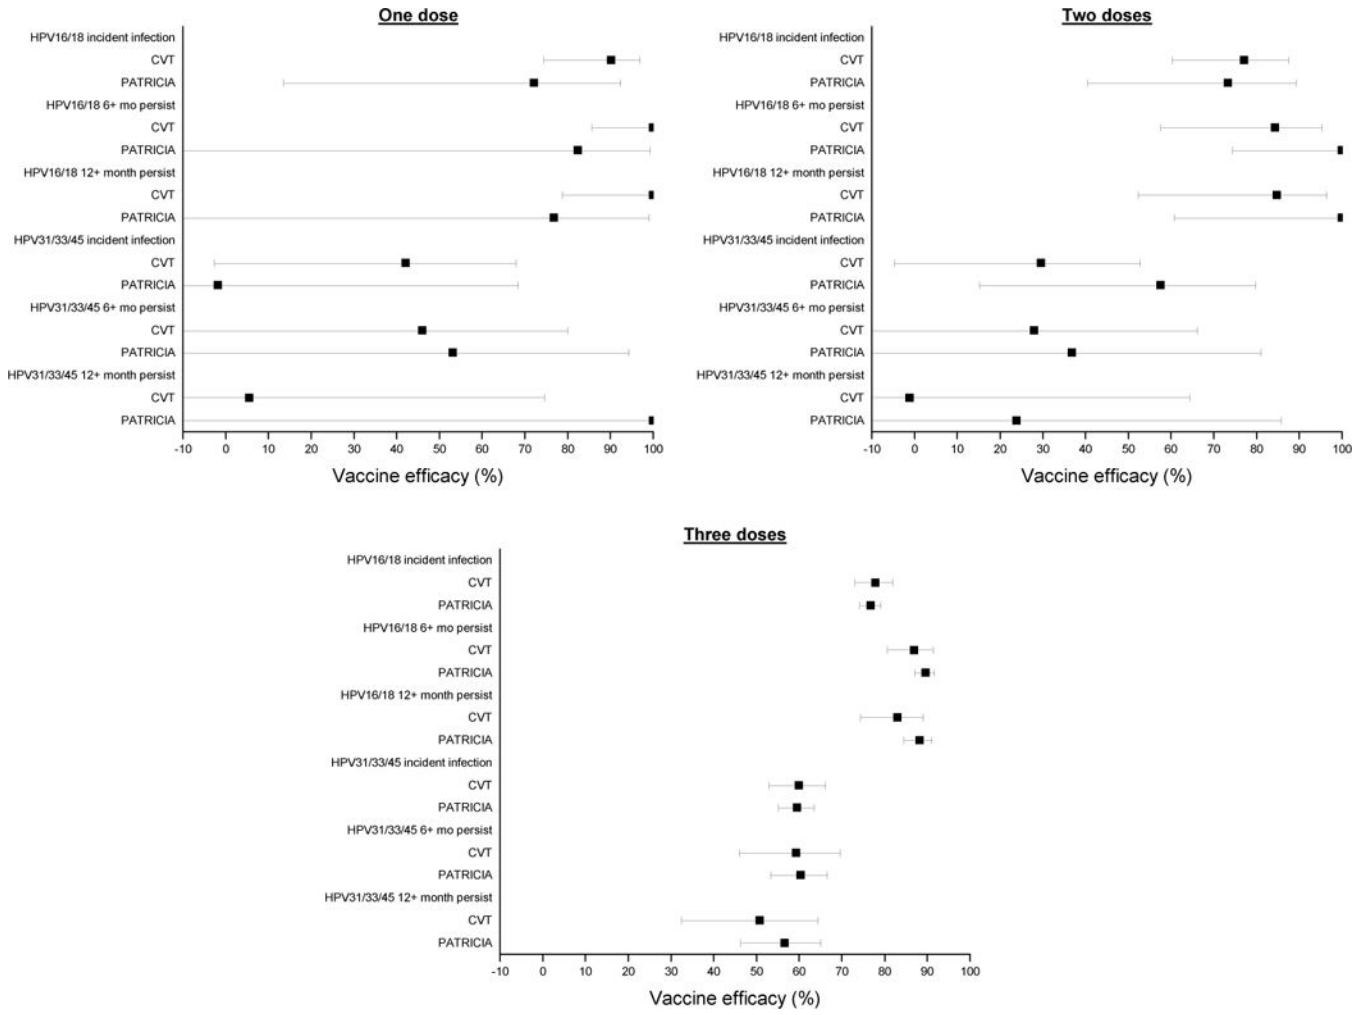 One dose
HPV16/18 incident infection
CVT
PATRICIA
HPV16/18 6+ mo persist
CVT
PATRICIA
HPV16/18 12+ month persist
CVT
PATRICIA
HPV31/33/45 incident infection
CVT
PATRICIA
HPV31/33/45 6+ mo persist
CVT
PATRICIA
HPV31/33/45 12+ month persist
CVT
PATRICIA
-10 0 10 20 30 40 50 60 70 80 90 100
Vaccine efficacy (%)
Two doses
HPV16/18 incident infection
CVT
PATRICIA
HPV16/18 6+ mo persist
CVT
PATRICIA
HPV16/18 12+ month persist
CVT
PATRICIA
HPV31/33/45 incident infection
CVT
PATRICIA
HPV31/33/45 6+ mo persist
CVT
PATRICIA
HPV31/33/45 12+ month persist
CVT
PATRICIA
-10 0 10 20 30 40 50 60 70 80 90 100
Vaccine efficacy (%)
Three doses
HPV16/18 incident infection
CVT
PATRICIA
HPV16/18 6+ mo persist
CVT
PATRICIA
HPV16/18 12+ month persist
CVT
PATRICIA
HPV31/33/45 incident infection
CVT
PATRICIA
HPV31/33/45 6+ mo persist
CVT
PATRICIA
HPV31/33/45 12+ month persist
CVT
PATRICIA
-10 0 10 20 30 40 50 60 70 80 90 100
Vaccine efficacy (%)